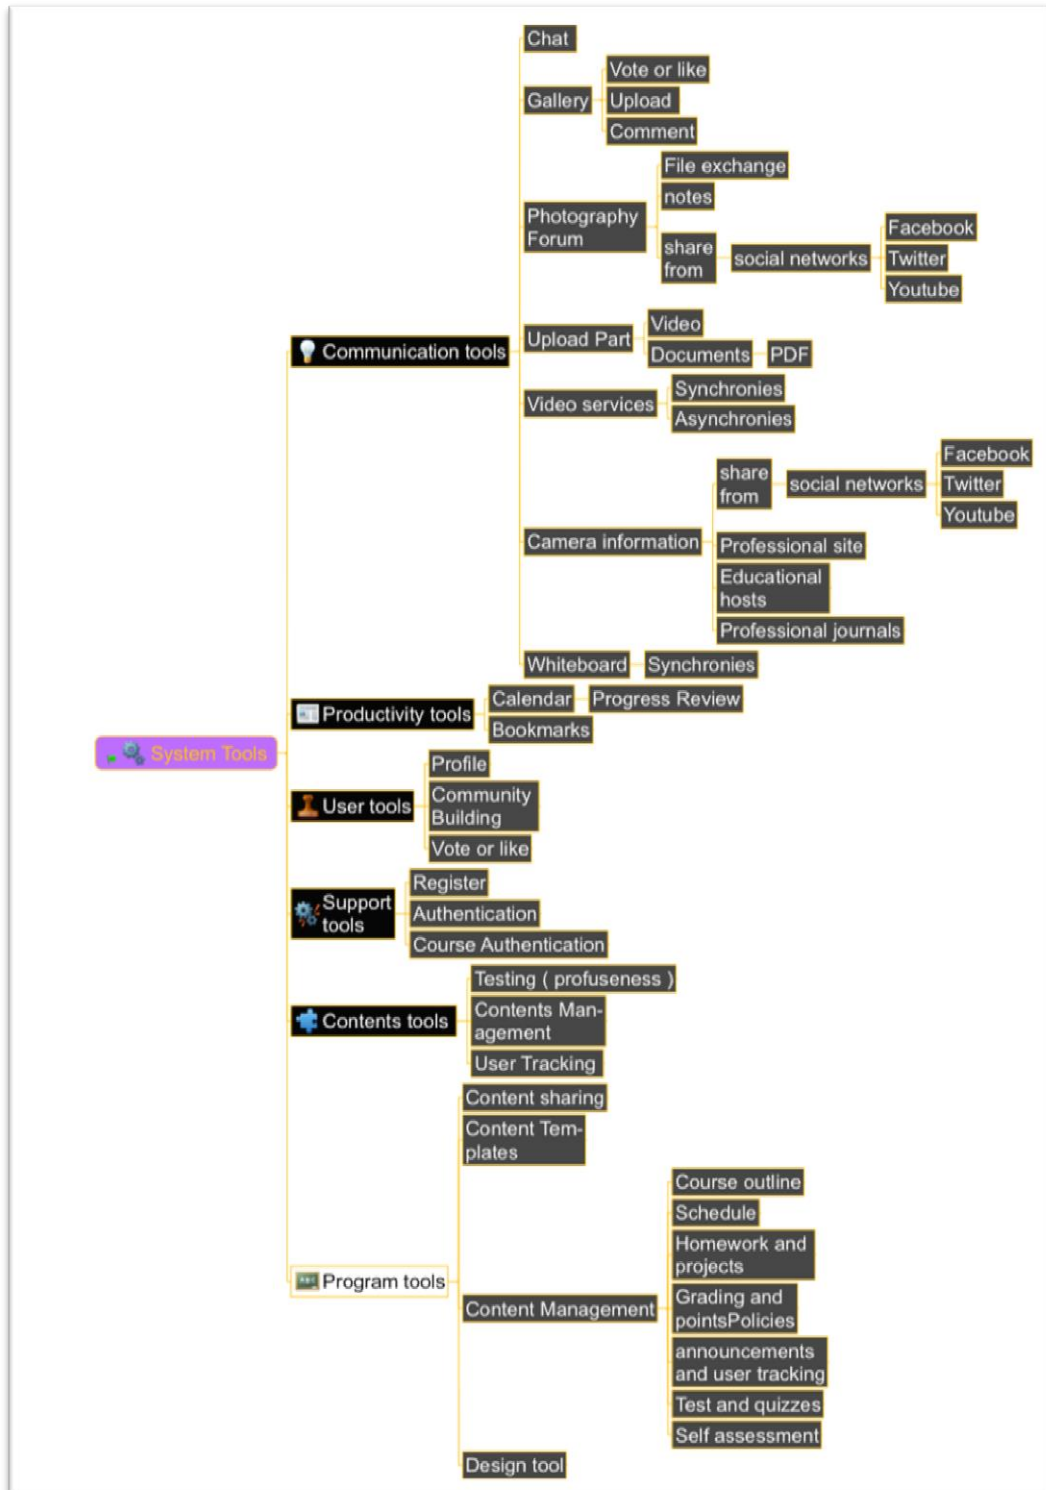 Chat
Gallery
Vote or like
Upload
Comment
Photography
Forum
File exchange
notes
share
from
social networks
Facebook
Twitter
Youtube
Communication tools
Upload Part
Video
Documents
PDF
Video services
Synchronies
Asynchronies
Camera information
share
from
social networks
Facebook
Twitter
Youtube
Professional site
Educational
hosts
Professional journals
Whiteboard
Synchronies
Productivity tools
Calendar
Progress Review
Bookmarks
System Tools
User tools
Profile
Community
Building
Vote or like
Support
tools
Register
Authentication
Course Authentication
Contents tools
Testing ( profuseness )
Contents Man-
agement
User Tracking
Program tools
Content sharing
Content Tem-
plates
Content Management
Course outline
Schedule
Homework and
projects
Grading and
pointsPolicies
announcements
and user tracking
Test and quizzes
Self assessment
Design tool